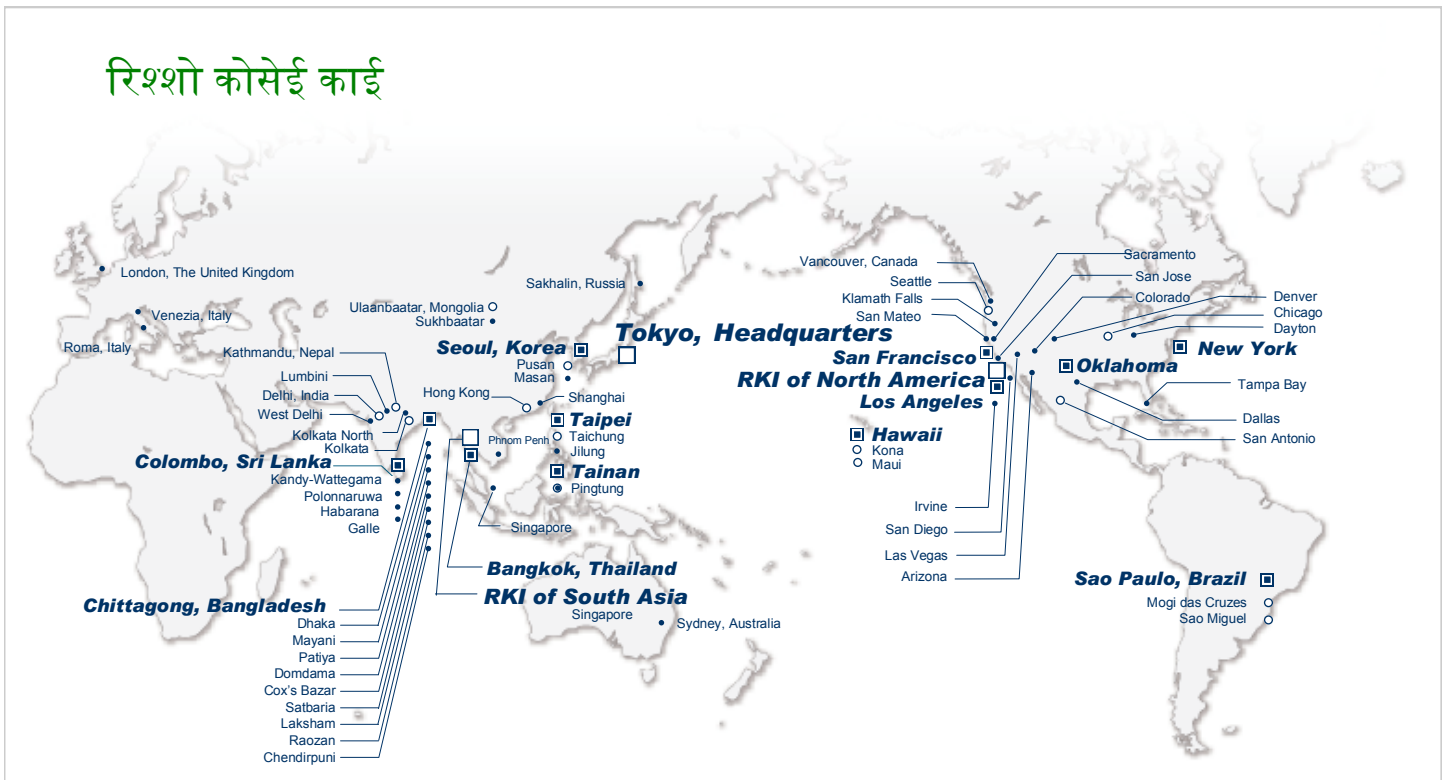 रिश्शो कोसेई काई
London, The United Kingdom
Venezia, Italy
Roma, Italy
Sakhalin, Russia
Ulaanbaatar, Mongolia
Sukhbaatar
Tokyo, Headquarters
Seoul, Korea
Pusan
Masan
Kathmandu, Nepal
Lumbini
Delhi, India
West Delhi
Kolkata North
Kolkata
Hong Kong
Shanghai
Taipei
Taichung
Jilung
Tainan
Pingtung
Phnom Penh
Colombo, Sri Lanka
Kandy-Wattegama
Polonnaruwa
Habarana
Galle
Singapore
Bangkok, Thailand
RKI of South Asia
Singapore
Sydney, Australia
Chittagong, Bangladesh
Dhaka
Mayani
Patiya
Domdama
Cox's Bazar
Satbaria
Laksham
Raozan
Chendirpuni
Vancouver, Canada
Seattle
Klamath Falls
San Mateo
San Francisco
RKI of North America
Los Angeles
Hawaii
Kona
Maui
Irvine
San Diego
Las Vegas
Arizona
Sacramento
San Jose
Colorado
Denver
Chicago
Dayton
New York
Oklahoma
Tampa Bay
Dallas
San Antonio
Sao Paulo, Brazil
Mogi das Cruzes
Sao Miguel